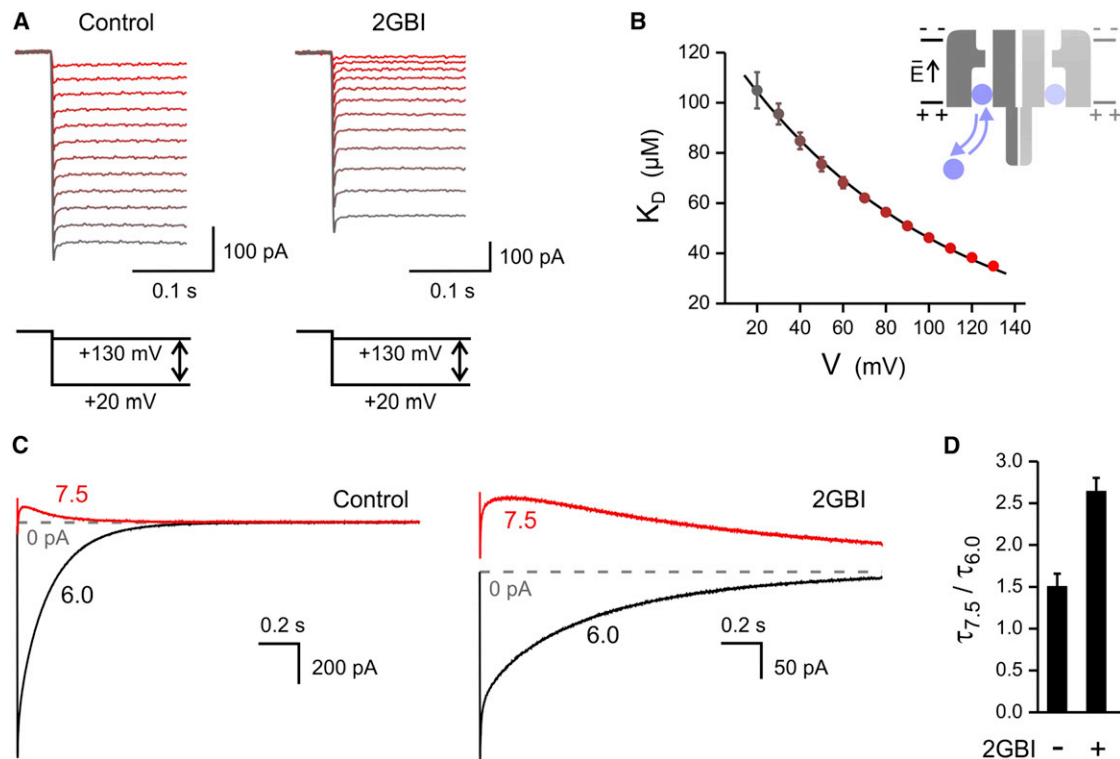 A
Control
2GBI
100 pA
0.1 s
100 pA
0.1 s
+130 mV
+20 mV
+130 mV
+20 mV
B
K_D (µM)
120
100
80
60
40
20
20 40 60 80 100 120 140
V (mV)
- -
- -
E̅
+ +
+ +
C
7.5
Control
0 pA
6.0
0.2 s
200 pA
2GBI
7.5
0 pA
6.0
0.2 s
50 pA
D
τ7.5 / τ6.0
3.0
2.5
2.0
1.5
1.0
0.5
0.0
2GBI - +